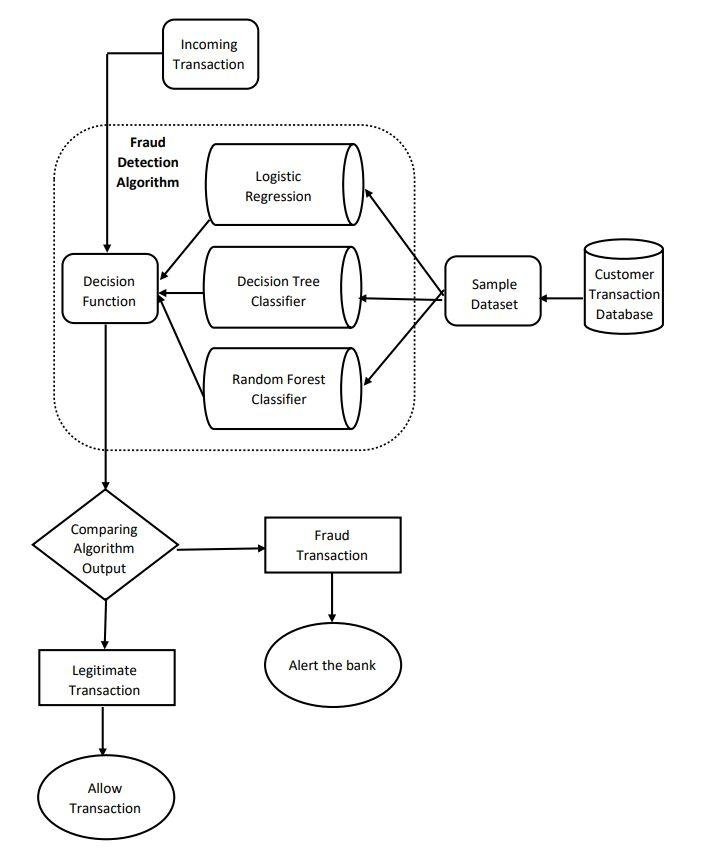 Incoming
Transaction
Fraud
Detection
Algorithm
Logistic
Regression
Decision
Function
Decision Tree
Classifier
Sample
Dataset
Customer
Transaction
Database
Random Forest
Classifier
Comparing
Algorithm
Output
Fraud
Transaction
Legitimate
Transaction
Alert the bank
Allow
Transaction